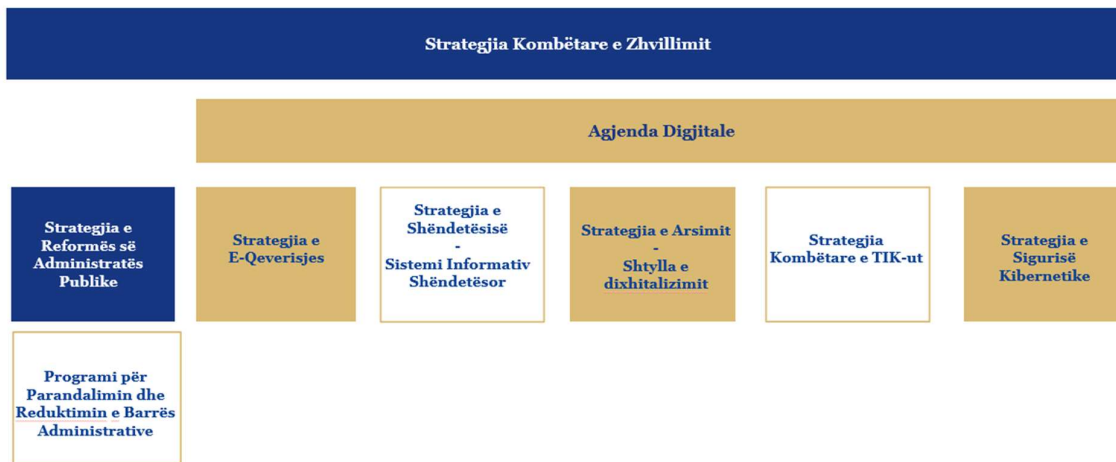 Strategjia Kombëtare e Zhvillimit
Agjenda Digjitale
Strategjia e
Reformës së
Administratës
Publike
Strategjia e
E-Qeverisjes
Strategjia e
Shëndetësisë
-
Sistemi Informativ
Shëndetësor
Strategjia e Arsimit
-
Shtylla e
dixhitalizimit
Strategjia
Kombëtare e TIK-ut
Strategjia e
Sigurisë
Kibernetike
Programi për
Parandalimin dhe
Reduktimin e Barrës
Administrative